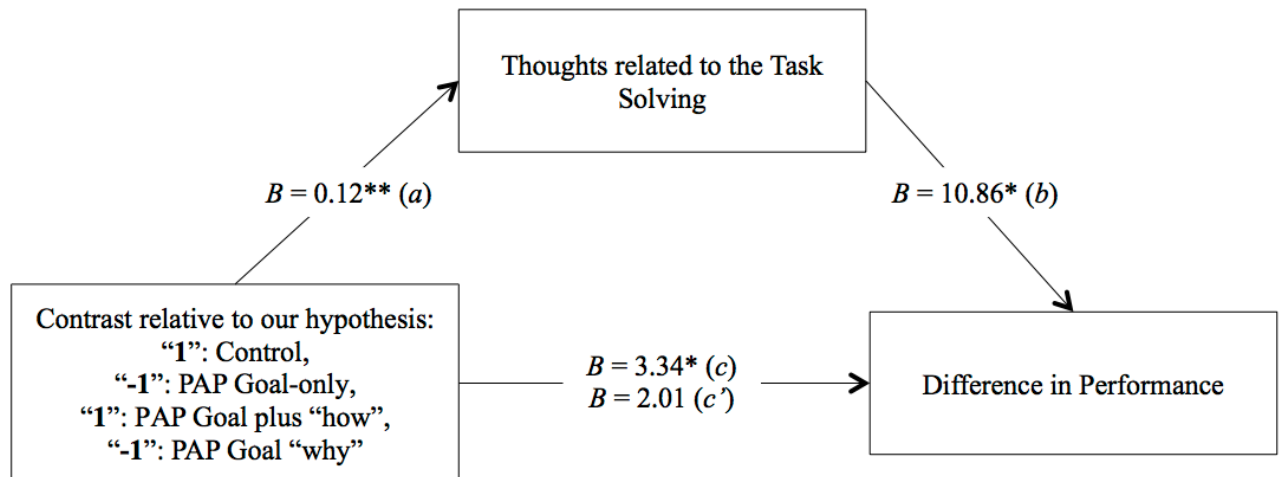 Thoughts related to the Task
Solving
B = 0.12** (a)
B = 10.86* (b)
Contrast relative to our hypothesis:
“1”: Control,
“-1”: PAP Goal-only,
“1”: PAP Goal plus “how”,
“-1”: PAP Goal “why”
B = 3.34* (c)
B = 2.01 (c’)
Difference in Performance